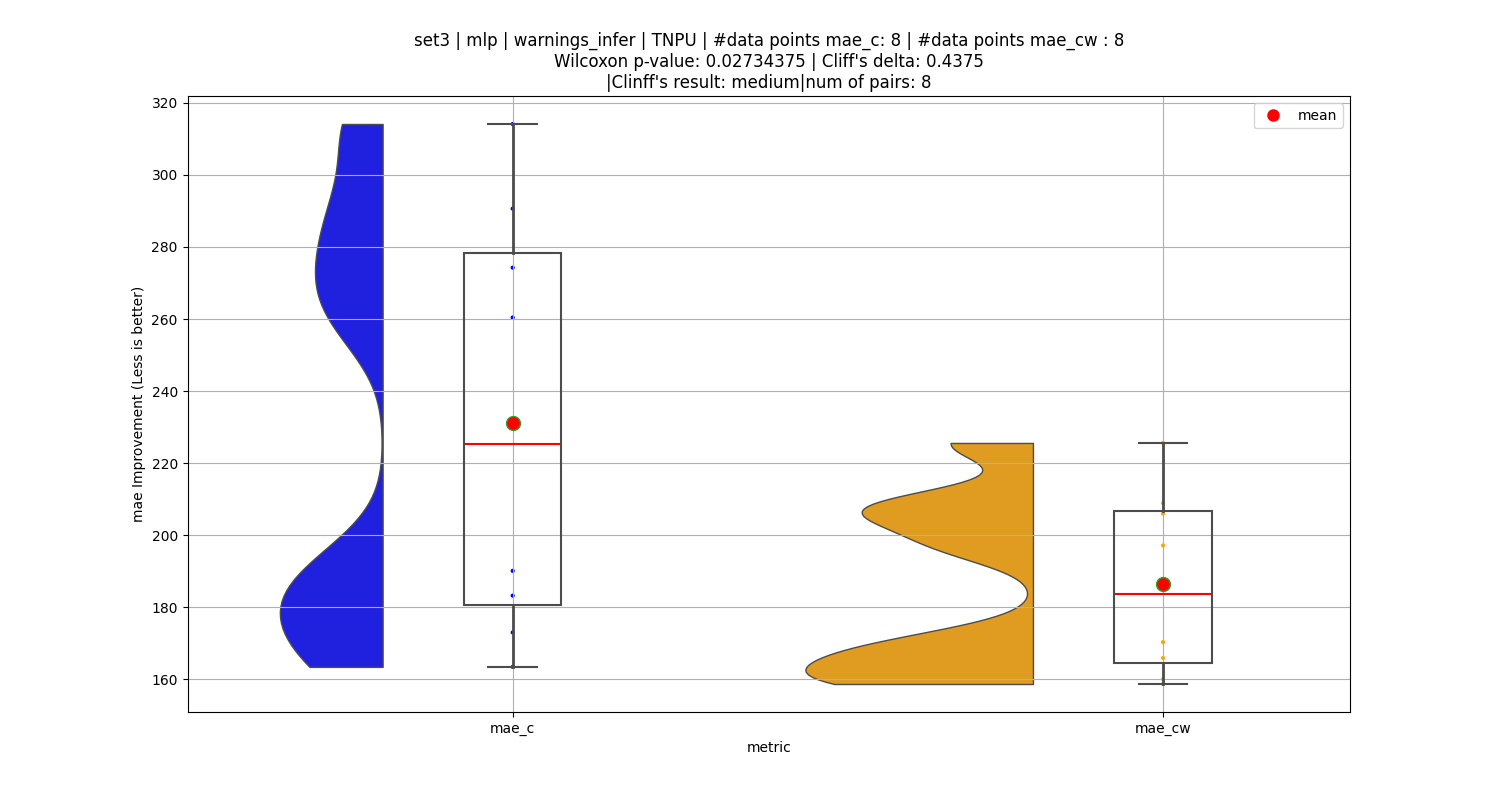 set3 | mlp | warnings_infer | TNPU | #data points mae_c: 8 | #data points mae_cw : 8
Wilcoxon p-value: 0.02734375 | Cliff's delta: 0.4375
|Clinff's result: medium|num of pairs: 8
mean
mae Improvement (Less is better)
320
300
280
260
240
220
200
180
160
mae_c
mae_cw
metric